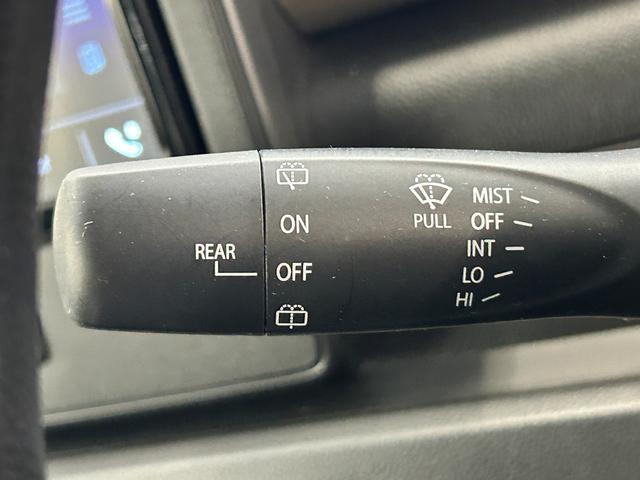 REAR
ON
OFF
PULL
MIST
OFF
INT
LO
HI